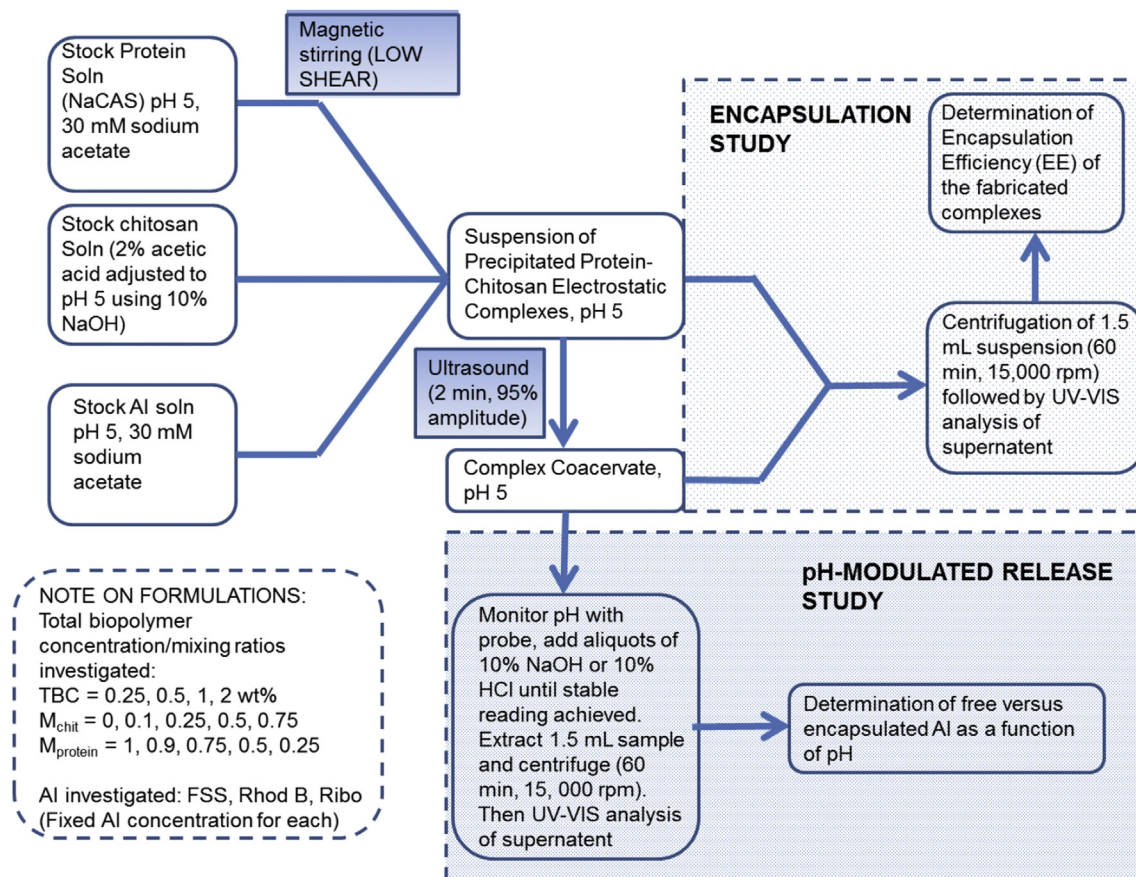 Stock Protein
Soln
(NaCAS) pH 5,
30 mM sodium
acetate
Magnetic
stirring (LOW
SHEAR)
Stock chitosan
Soln (2% acetic
acid adjusted to
pH 5 using 10%
NaOH)
Stock AI soln
pH 5, 30 mM
sodium
acetate
Suspension of
Precipitated Protein-
Chitosan Electrostatic
Complexes, pH 5
Ultrasound
(2 min, 95%
amplitude)
Complex Coacervate,
pH 5
ENCAPSULATION
STUDY
Determination of
Encapsulation
Efficiency (EE) of
the fabricated
complexes
Centrifugation of 1.5
mL suspension (60
min, 15,000 rpm)
followed by UV-VIS
analysis of
supernatent
pH-MODULATED RELEASE
STUDY
Monitor pH with
probe, add aliquots of
10% NaOH or 10%
HCl until stable
reading achieved.
Extract 1.5 mL sample
and centrifuge (60
min, 15, 000 rpm).
Then UV-VIS analysis
of supernatent
Determination of free versus
encapsulated AI as a function
of pH
NOTE ON FORMULATIONS:
Total biopolymer
concentration/mixing ratios
investigated:
TBC = 0.25, 0.5, 1, 2 wt%
Mchit = 0, 0.1, 0.25, 0.5, 0.75
Mprotein = 1, 0.9, 0.75, 0.5, 0.25
AI investigated: FSS, Rhod B, Ribo
(Fixed AI concentration for each)